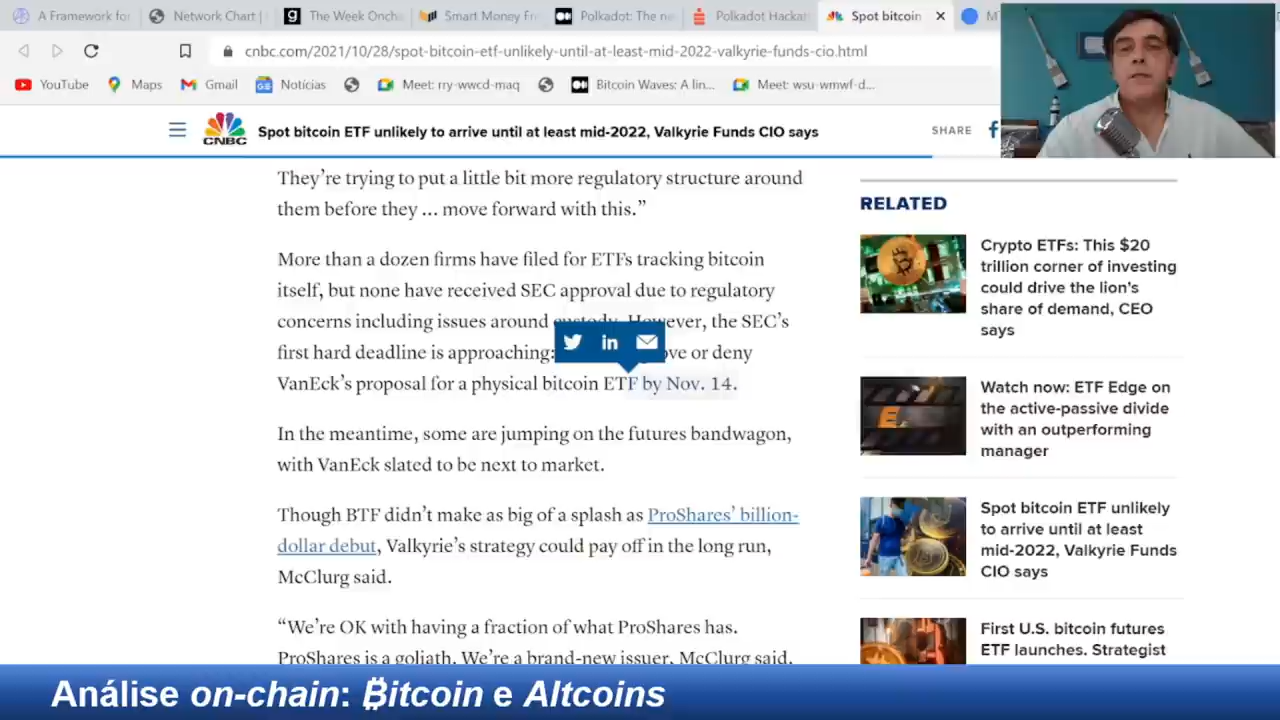 A Framework for
Network Chart |
The Week Oncha
Smart Money Fr
Polkadot: The ne
Polkadot Hackat
Spot bitcoin
cnbc.com/2021/10/28/spot-bitcoin-etf-unlikely-until-at-least-mid-2022-valkyrie-funds-cio.html
YouTube
Maps
Gmail
Notícias
Meet: rry-wwcd-maq
Bitcoin Waves: A lin...
Meet: wsu-wmwf-d...
CNBC
Spot bitcoin ETF unlikely to arrive until at least mid-2022, Valkyrie Funds CIO says
SHARE
They’re trying to put a little bit more regulatory structure around
them before they … move forward with this.”
More than a dozen firms have filed for ETFs tracking bitcoin
itself, but none have received SEC approval due to regulatory
concerns including issues around custody. However, the SEC’s
first hard deadline is approaching: or deny
VanEck’s proposal for a physical bitcoin ETF by Nov. 14.
In the meantime, some are jumping on the futures bandwagon,
with VanEck slated to be next to market.
Though BTF didn’t make as big of a splash as ProShares’ billion-
dollar debut, Valkyrie’s strategy could pay off in the long run,
McClurg said.
“We’re OK with having a fraction of what ProShares has.
ProShares is a goliath. We’re a brand-new issuer, McClurg said.
RELATED
Crypto ETFs: This $20
trillion corner of investing
could drive the lion’s
share of demand, CEO
says
Watch now: ETF Edge on
the active-passive divide
with an outperforming
manager
Spot bitcoin ETF unlikely
to arrive until at least
mid-2022, Valkyrie Funds
CIO says
First U.S. bitcoin futures
ETF launches. Strategist
Análise on-chain: ₿itcoin e Altcoins